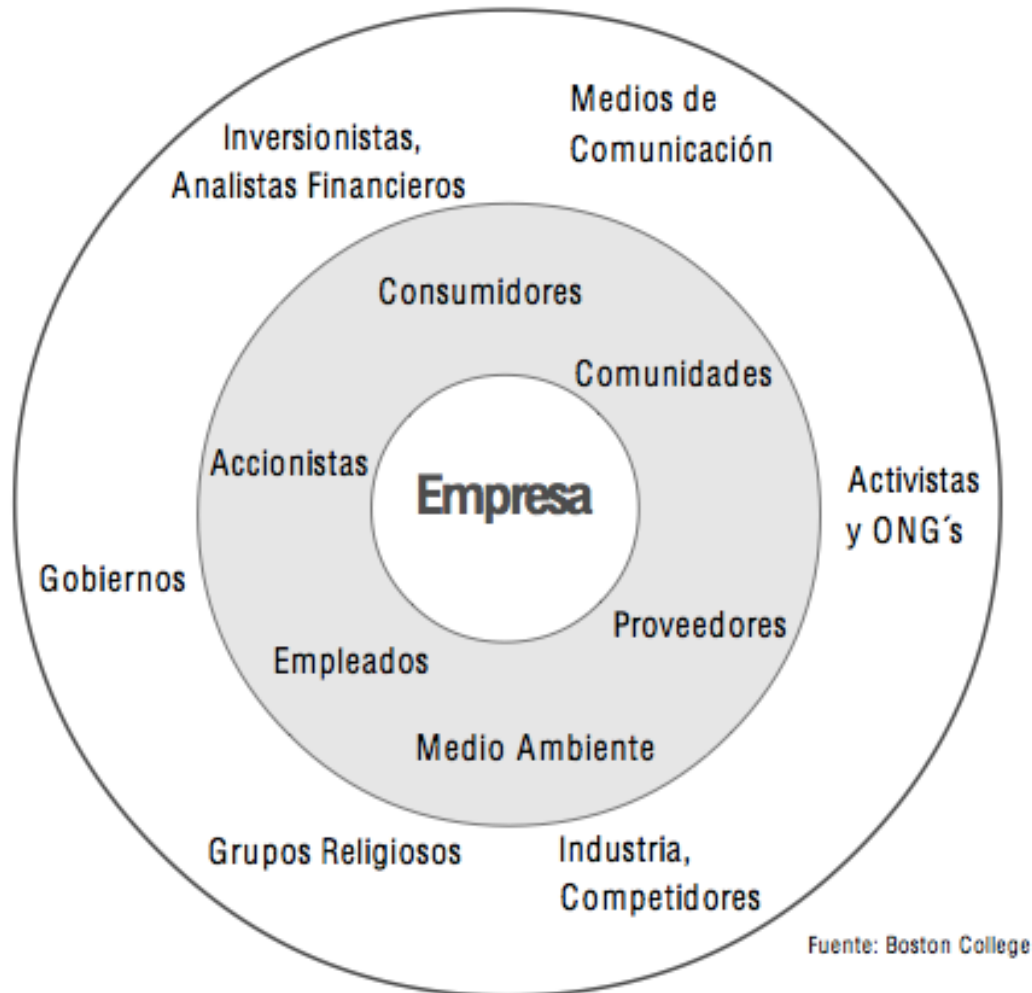 Medios de
Comunicación
Inversionistas,
Analistas Financieros
Consumidores
Comunidades
Accionistas
Empresa
Activistas
y ONG´s
Gobiernos
Proveedores
Empleados
Medio Ambiente
Grupos Religiosos
Industria,
Competidores
Fuente: Boston College